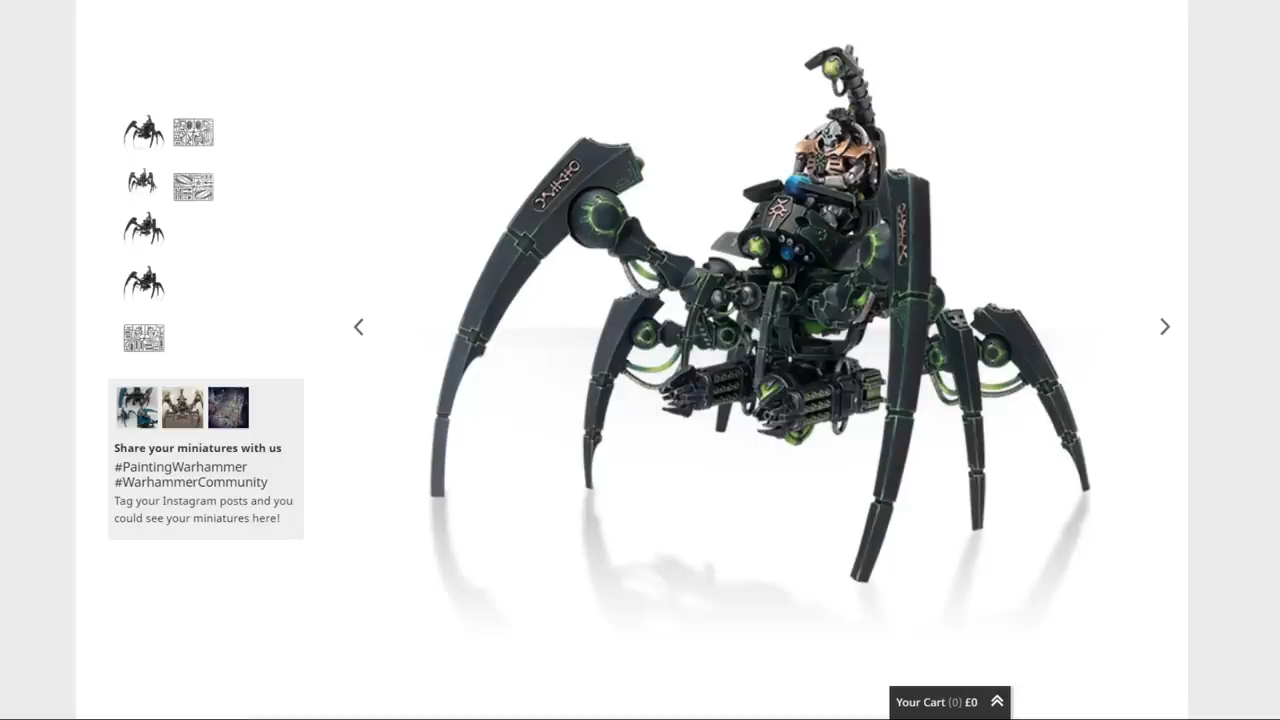 Share your miniatures with us
#PaintingWarhammer
#WarhammerCommunity
Tag your Instagram posts and you
could see your miniatures here!
Your Cart (0) £0